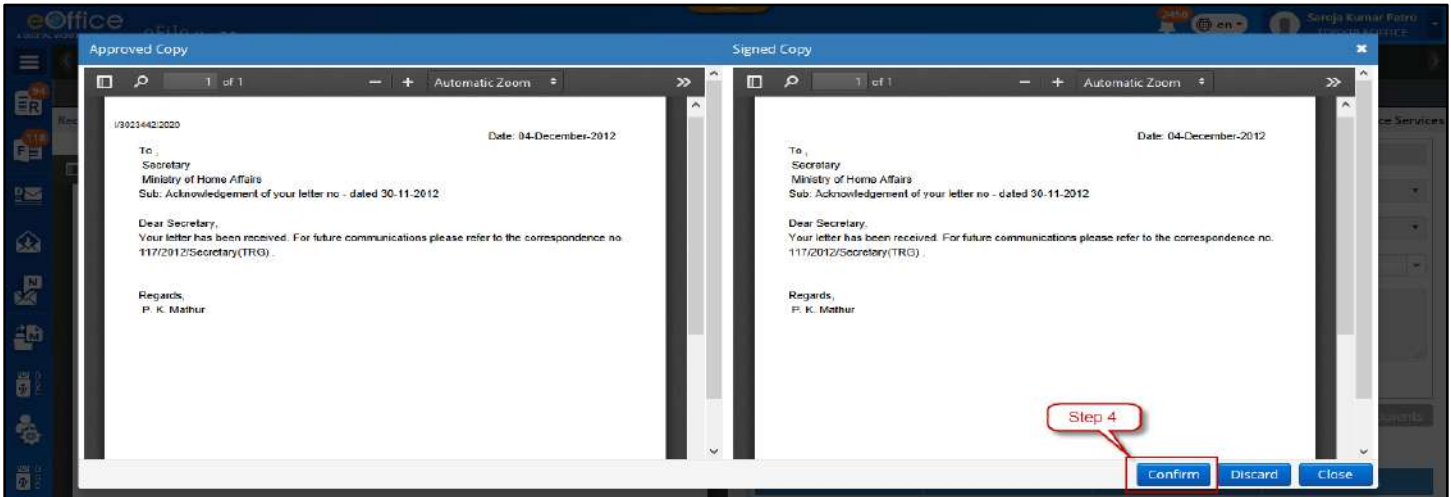 eOffice
2450
en
Saroja Kumar Patro
Approved Copy
Signed Copy
1 of 1
Automatic Zoom
1 of 1
Automatic Zoom
I/3023442/2020
Date: 04-December-2012
To ,
Secretary
Ministry of Home Affairs
Sub: Acknowledgement of your letter no - dated 30-11-2012
Dear Secretary,
Your letter has been received. For future communications please refer to the correspondence no.
117/2012/Secretary(TRG) .
Regards,
P. K. Mathur
Date: 04-December-2012
To ,
Secretary
Ministry of Home Affairs
Sub: Acknowledgement of your letter no - dated 30-11-2012
Dear Secretary,
Your letter has been received. For future communications please refer to the correspondence no.
117/2012/Secretary(TRG) .
Regards,
P. K. Mathur
118
Services
Step 4
Confirm
Discard
Close